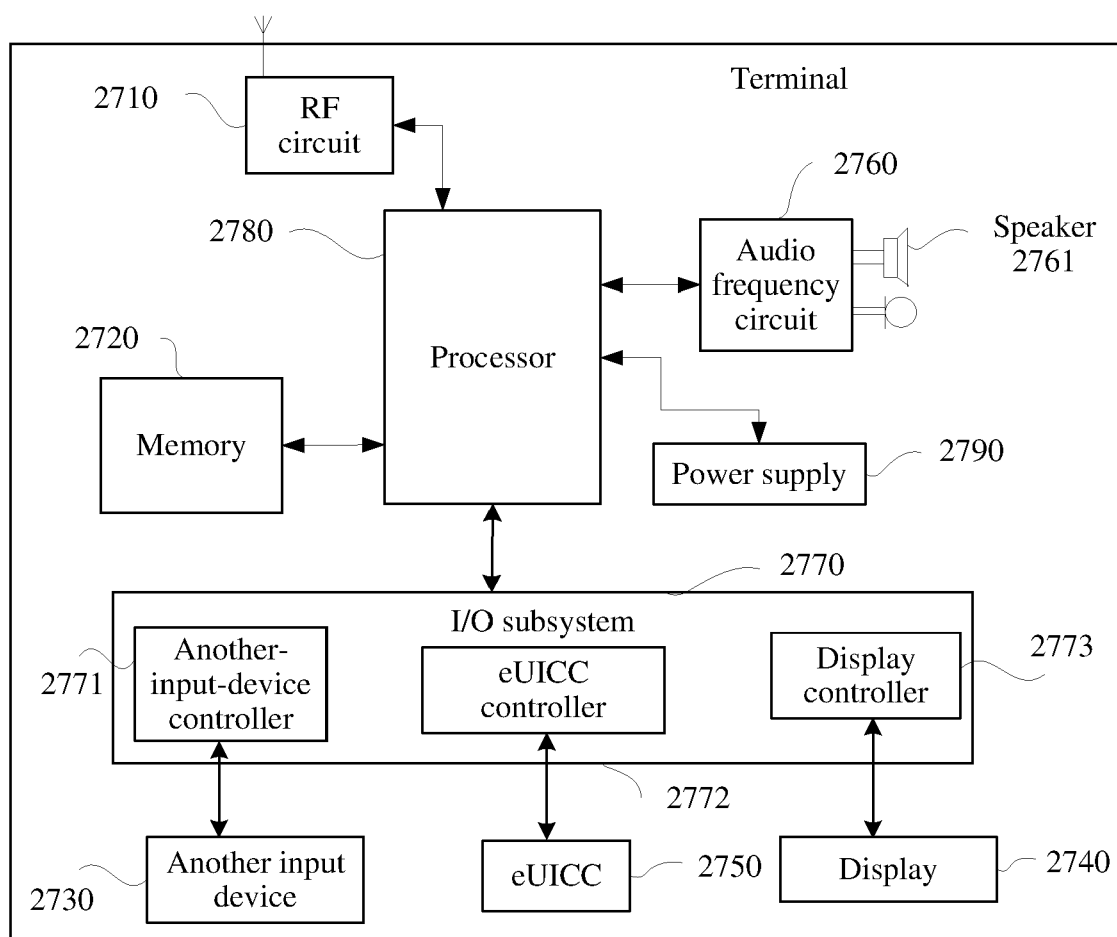 Terminal
2710
RF
circuit
2760
2780
Speaker
2761
Audio
frequency
circuit
2720
Processor
Memory
2790
Power supply
2770
I/O subsystem
2771
Another-
input-device
controller
eUICC
controller
Display
controller
2773
2772
2730
Another input
device
eUICC
2750
Display
2740